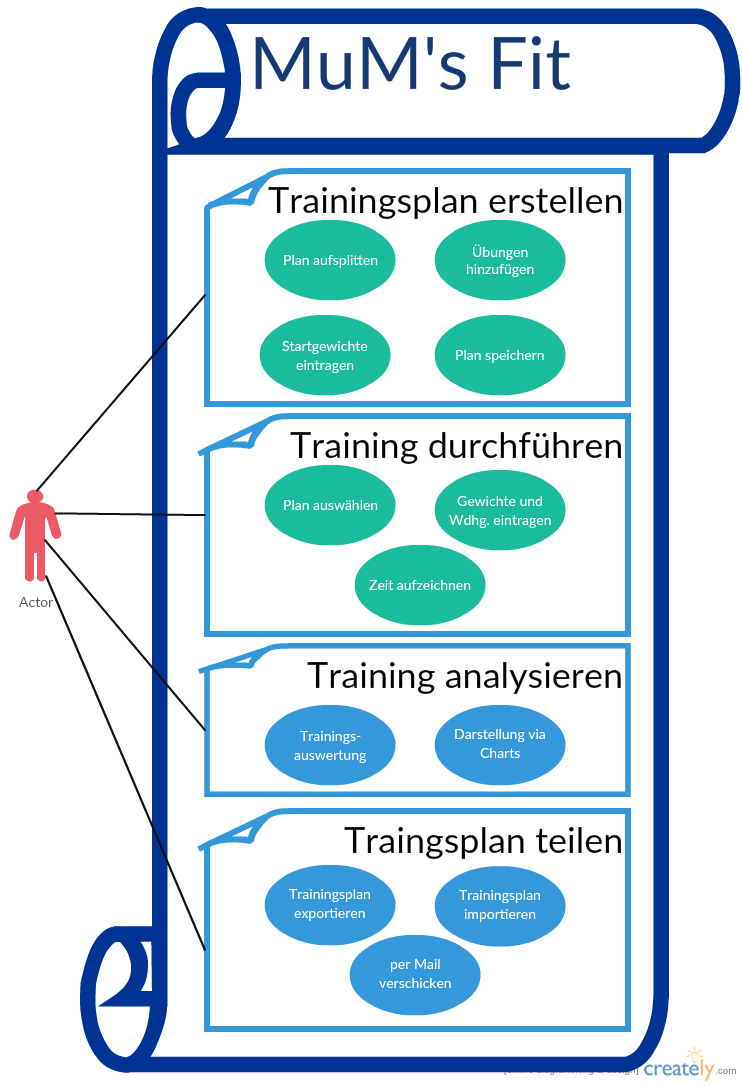 MuM's Fit
Trainingsplan erstellen
Plan aufsplitten
Übungen
hinzufügen
Startgewichte
eintragen
Plan speichern
Training durchführen
Plan auswählen
Gewichte und
Wdhg. eintragen
Zeit aufzeichnen
Actor
Training analysieren
Trainings-
auswertung
Darstellung via
Charts
Traingsplan teilen
Trainingsplan
exportieren
Trainingsplan
importieren
per Mail
verschicken
creately.com